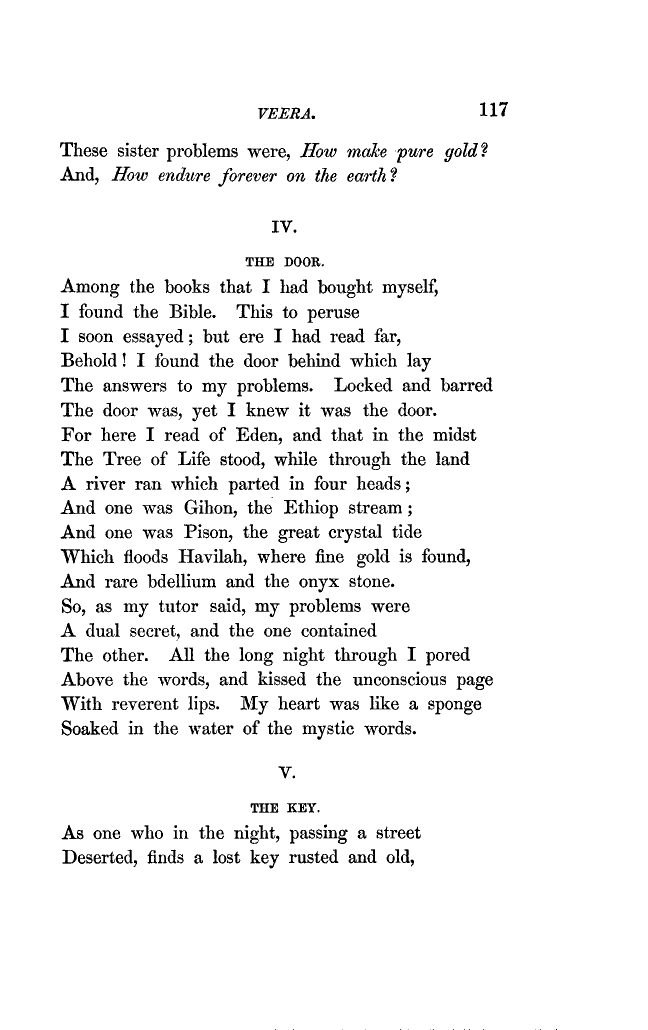 VEERA. 117
These sister problems were, How make pure gold?
And, How endure forever on the earth?
IV.
THE DOOR.
Among the books that I had bought myself,
I found the Bible. This to peruse
I soon essayed; but ere I had read far,
Behold! I found the door behind which lay
The answers to my problems. Locked and barred
The door was, yet I knew it was the door.
For here I read of Eden, and that in the midst
The Tree of Life stood, while through the land
A river ran which parted in four heads;
And one was Gihon, the Ethiop stream;
And one was Pison, the great crystal tide
Which floods Havilah, where fine gold is found,
And rare bdellium and the onyx stone.
So, as my tutor said, my problems were
A dual secret, and the one contained
The other. All the long night through I pored
Above the words, and kissed the unconscious page
With reverent lips. My heart was like a sponge
Soaked in the water of the mystic words.
V.
THE KEY.
As one who in the night, passing a street
Deserted, finds a lost key rusted and old,